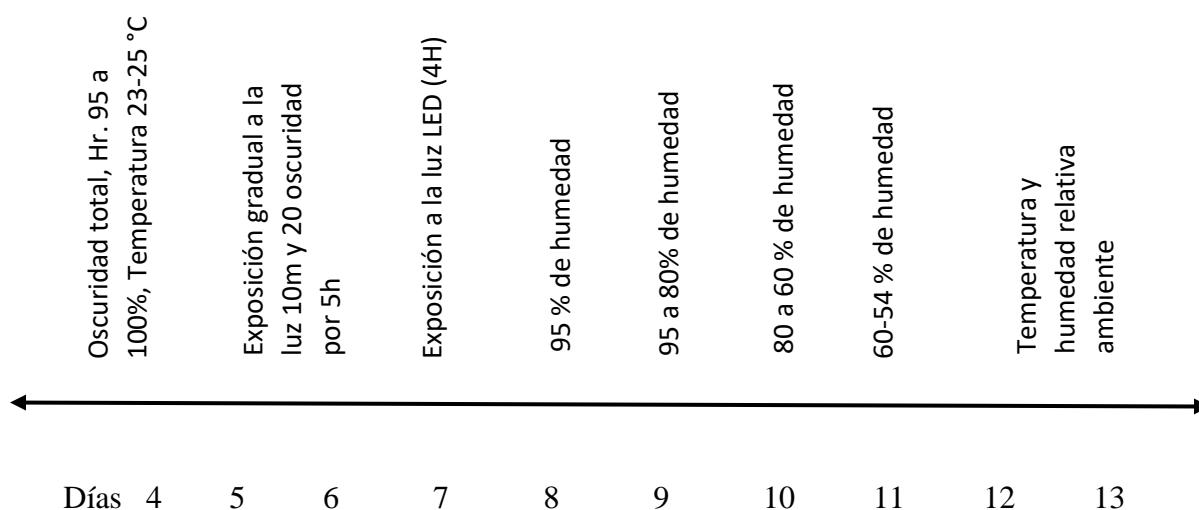 Oscuridad total, Hr. 95 a
100%, Temperatura 23-25 °C
Exposición gradual a la
luz 10m y 20 oscuridad
por 5h
Exposición a la luz LED (4H)
95 % de humedad
95 a 80% de humedad
80 a 60 % de humedad
60-54 % de humedad
Temperatura y
humedad relativa
ambiente
Días 4 5 6 7 8 9 10 11 12 13